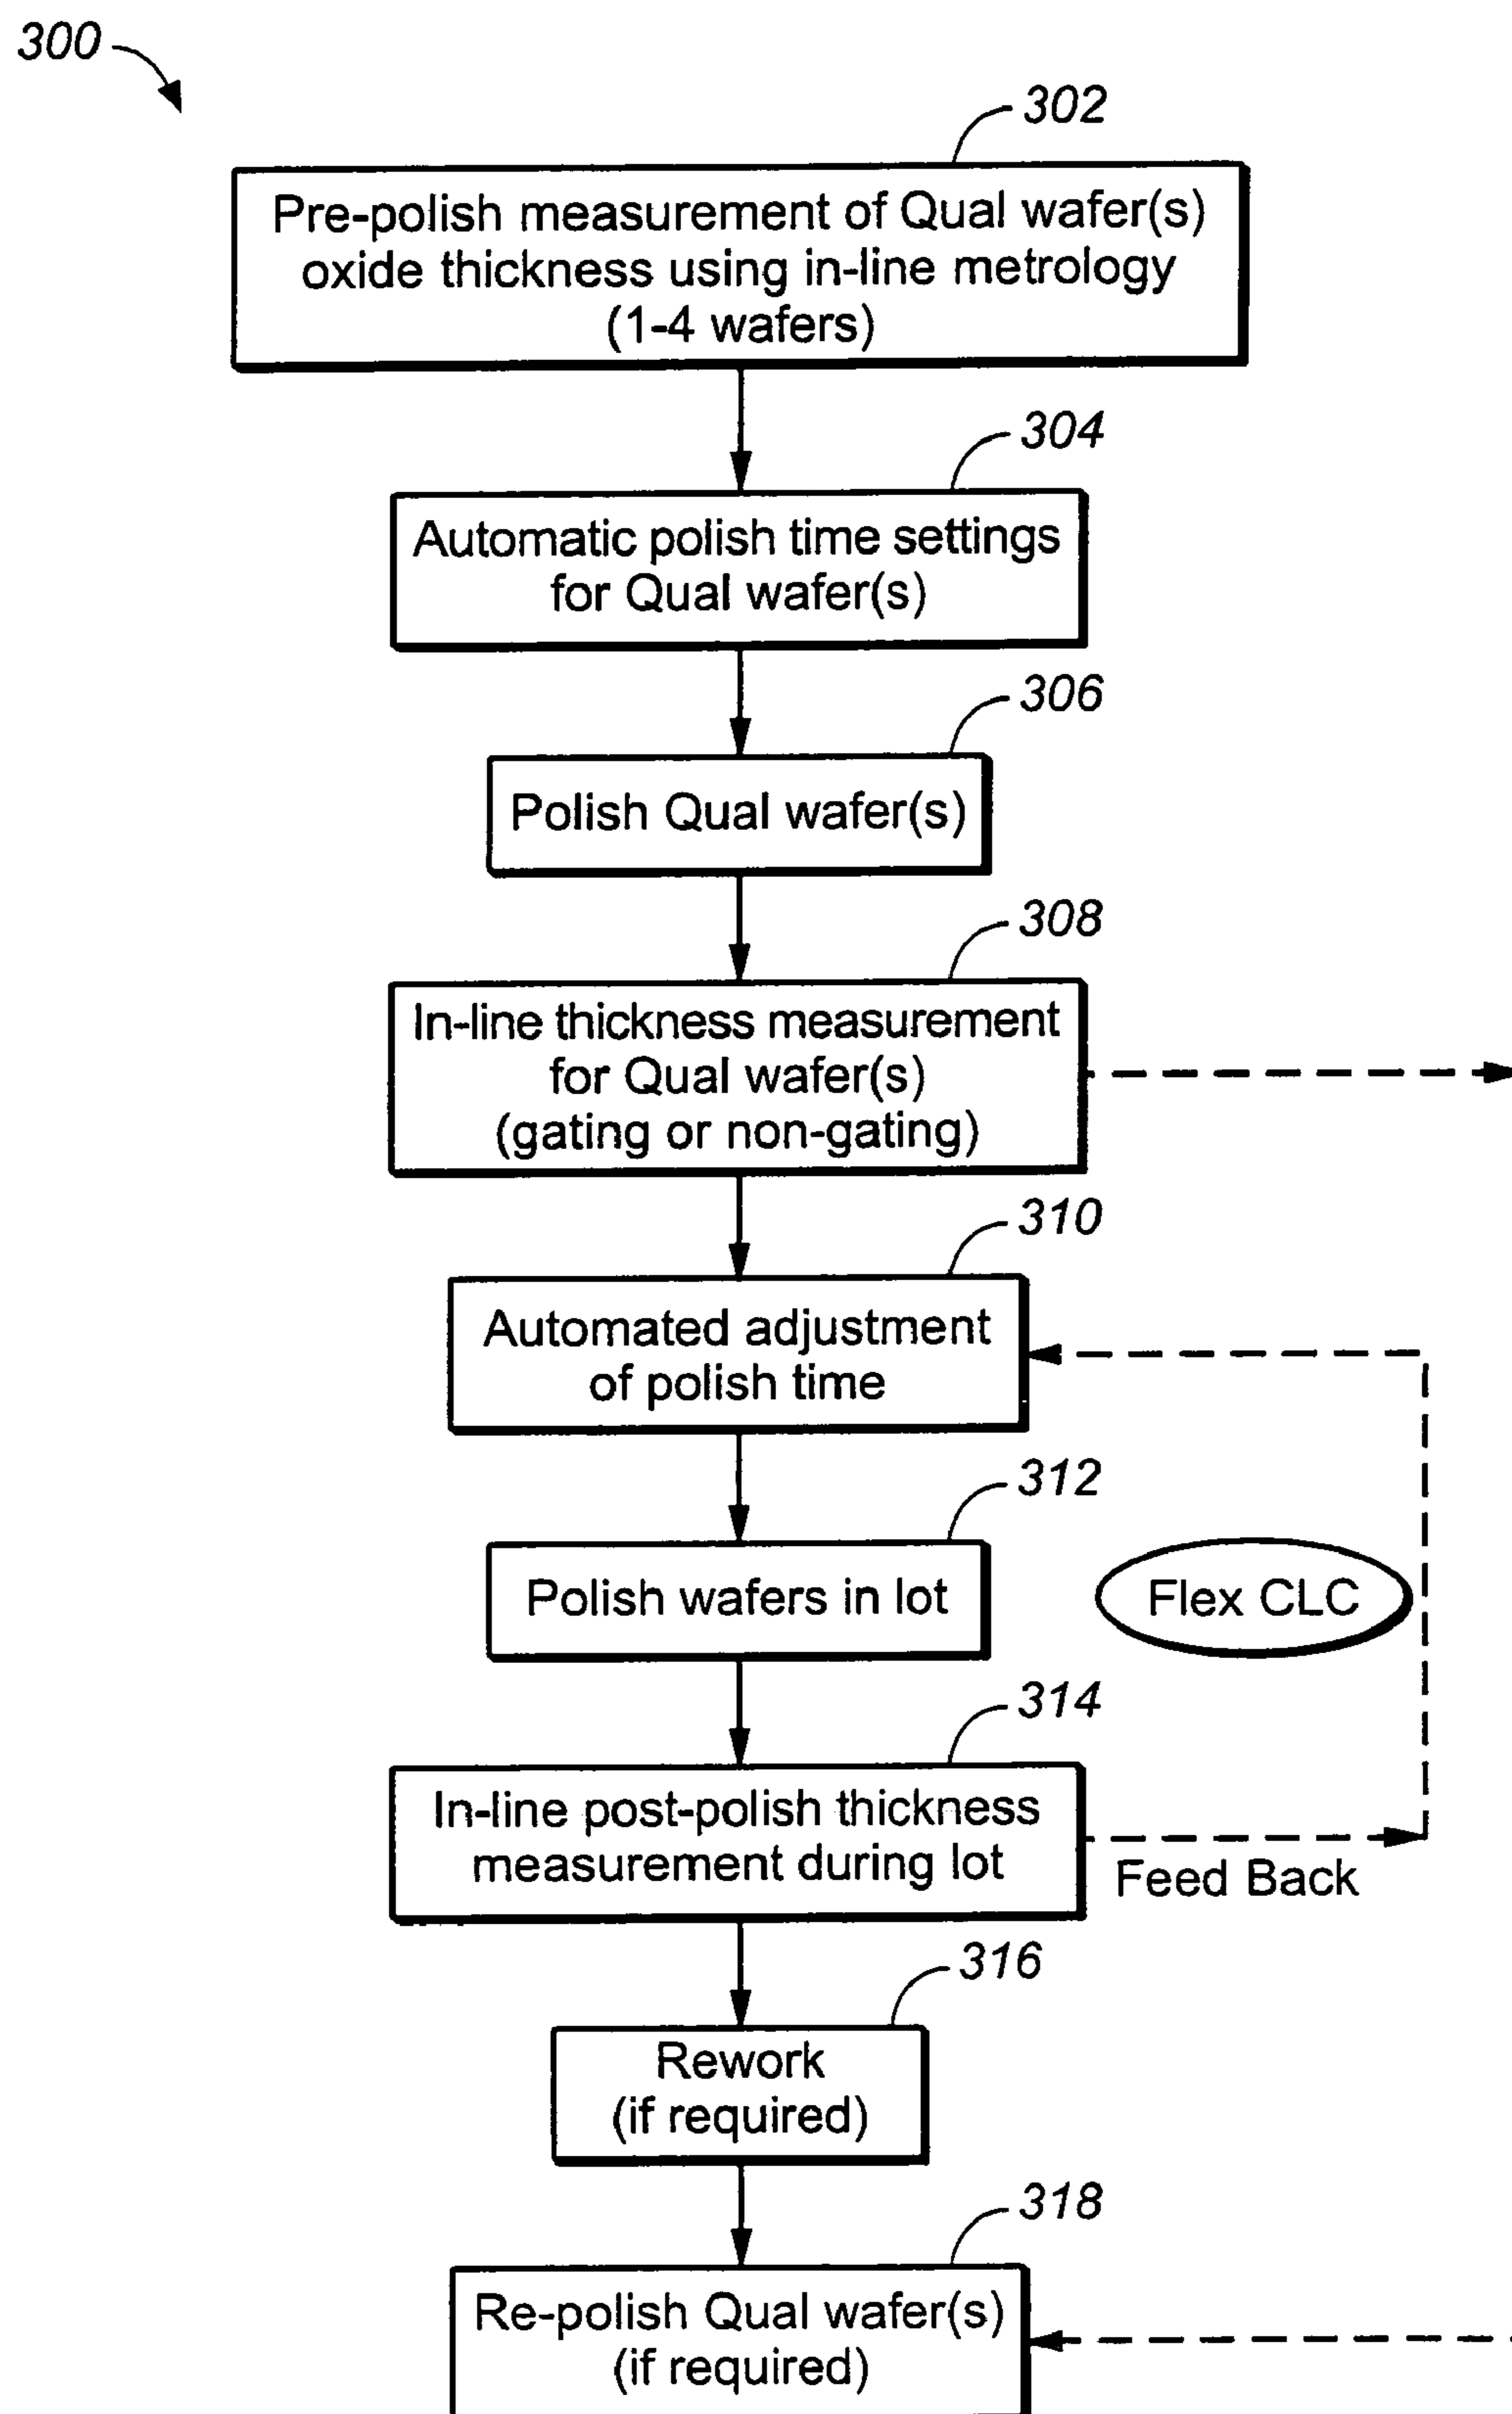 300
302
Pre-polish measurement of Qual wafer(s)
oxide thickness using in-line metrology
(1-4 wafers)
304
Automatic polish time settings
for Qual wafer(s)
306
Polish Qual wafer(s)
308
In-line thickness measurement
for Qual wafer(s)
(gating or non-gating)
310
Automated adjustment
of polish time
312
Polish wafers in lot
Flex CLC
314
In-line post-polish thickness
measurement during lot
Feed Back
316
Rework
(if required)
318
Re-polish Qual wafer(s)
(if required)